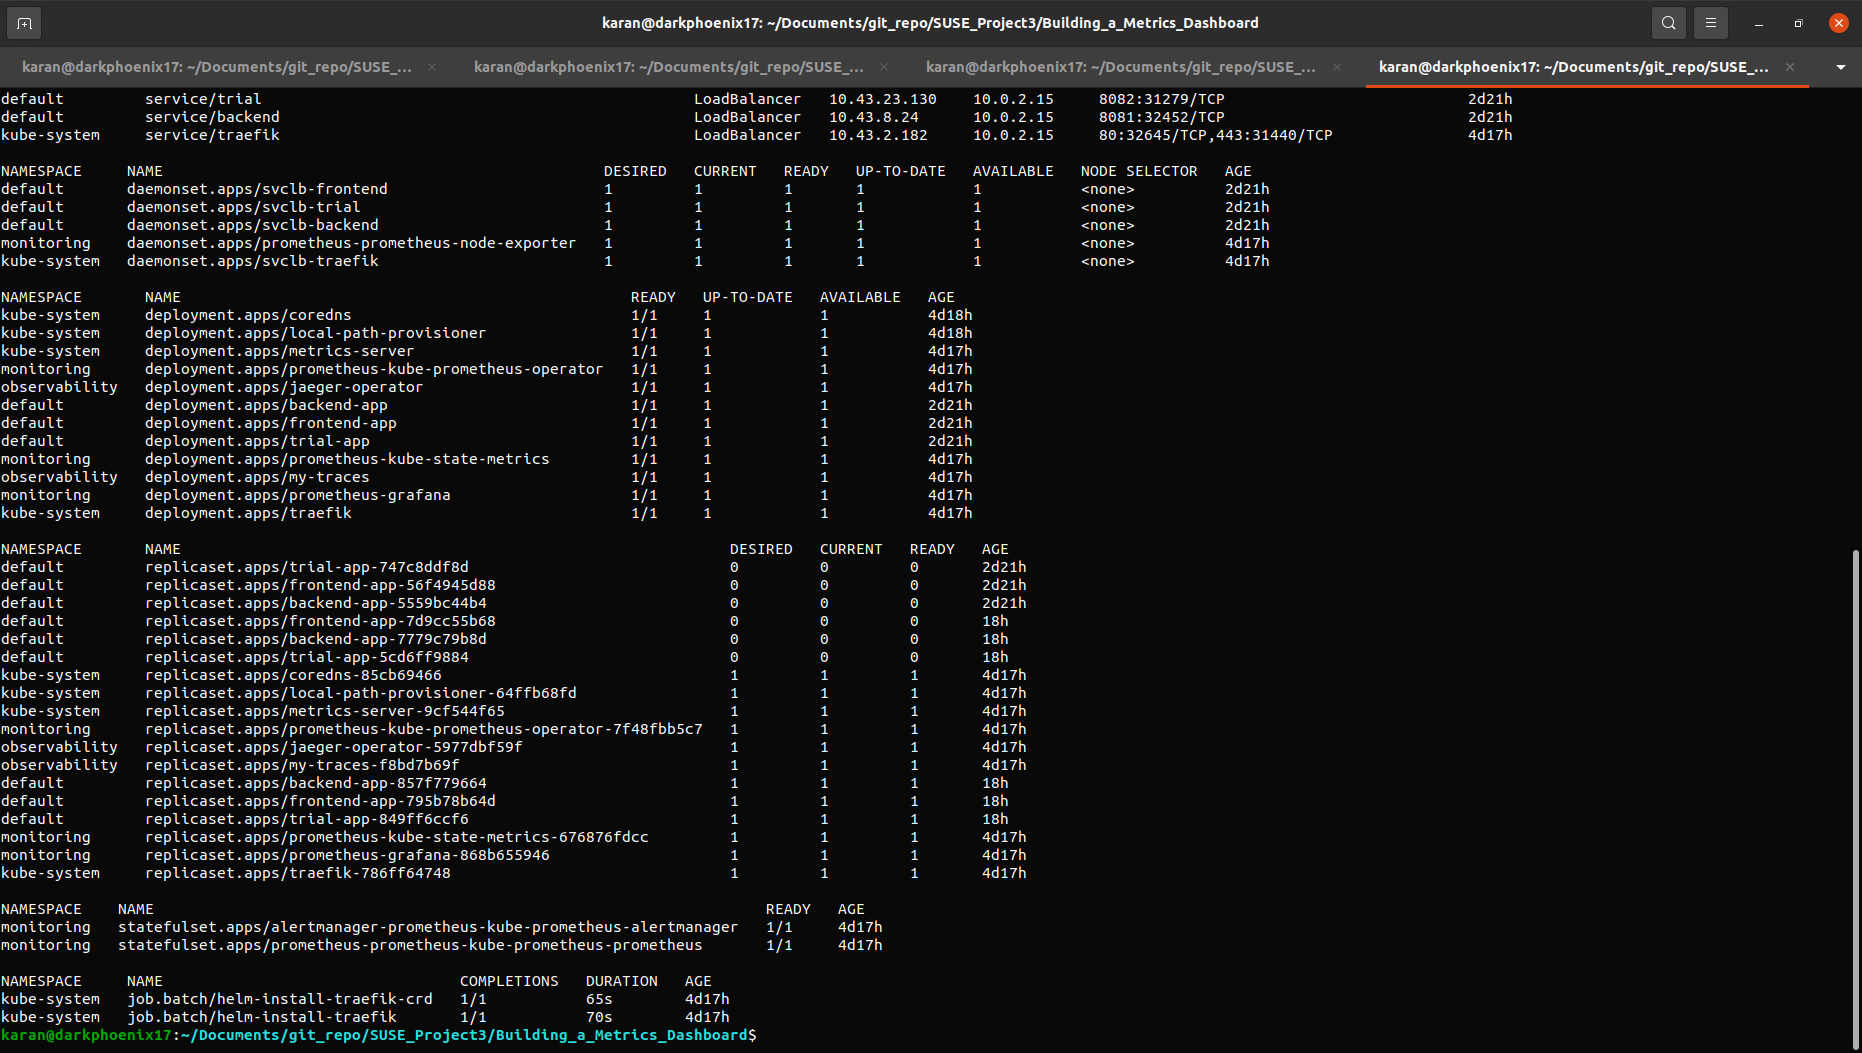 karan@darkphoenix17: ~/Documents/git_repo/SUSE_Project3/Building_a_Metrics_Dashboard
karan@darkphoenix17: ~/Documents/git_repo/SUSE_... karan@darkphoenix17: ~/Documents/git_repo/SUSE_... karan@darkphoenix17: ~/Documents/git_repo/SUSE_... karan@darkphoenix17: ~/Documents/git_repo/SUSE_...
default service/trial LoadBalancer 10.43.23.130 10.0.2.15 8082:31279/TCP 2d21h
default service/backend LoadBalancer 10.43.8.24 10.0.2.15 8081:32452/TCP 2d21h
kube-system service/traefik LoadBalancer 10.43.2.182 10.0.2.15 80:32645/TCP,443:31440/TCP 4d17h
NAMESPACE NAME DESIRED CURRENT READY UP-TO-DATE AVAILABLE NODE SELECTOR AGE
default daemonset.apps/svclb-frontend 1 1 1 1 1 <none> 2d21h
default daemonset.apps/svclb-trial 1 1 1 1 1 <none> 2d21h
default daemonset.apps/svclb-backend 1 1 1 1 1 <none> 2d21h
monitoring daemonset.apps/prometheus-prometheus-node-exporter 1 1 1 1 1 <none> 4d17h
kube-system daemonset.apps/svclb-traefik 1 1 1 1 1 <none> 4d17h
NAMESPACE NAME READY UP-TO-DATE AVAILABLE AGE
kube-system deployment.apps/coredns 1/1 1 1 4d18h
kube-system deployment.apps/local-path-provisioner 1/1 1 1 4d18h
kube-system deployment.apps/metrics-server 1/1 1 1 4d17h
monitoring deployment.apps/prometheus-kube-prometheus-operator 1/1 1 1 4d17h
observability deployment.apps/jaeger-operator 1/1 1 1 4d17h
default deployment.apps/backend-app 1/1 1 1 2d21h
default deployment.apps/frontend-app 1/1 1 1 2d21h
default deployment.apps/trial-app 1/1 1 1 2d21h
monitoring deployment.apps/prometheus-kube-state-metrics 1/1 1 1 4d17h
observability deployment.apps/my-traces 1/1 1 1 4d17h
monitoring deployment.apps/prometheus-grafana 1/1 1 1 4d17h
kube-system deployment.apps/traefik 1/1 1 1 4d17h
NAMESPACE NAME DESIRED CURRENT READY AGE
default replicaset.apps/trial-app-747c8ddf8d 0 0 0 2d21h
default replicaset.apps/frontend-app-56f4945d88 0 0 0 2d21h
default replicaset.apps/backend-app-5559bc44b4 0 0 0 2d21h
default replicaset.apps/frontend-app-7d9cc55b68 0 0 0 18h
default replicaset.apps/backend-app-7779c79b8d 0 0 0 18h
default replicaset.apps/trial-app-5cd6ff9884 0 0 0 18h
kube-system replicaset.apps/coredns-85cb69466 1 1 1 4d17h
kube-system replicaset.apps/local-path-provisioner-64ffb68fd 1 1 1 4d17h
kube-system replicaset.apps/metrics-server-9cf544f65 1 1 1 4d17h
monitoring replicaset.apps/prometheus-kube-prometheus-operator-7f48fbb5c7 1 1 1 4d17h
observability replicaset.apps/jaeger-operator-5977dbf59f 1 1 1 4d17h
observability replicaset.apps/my-traces-f8bd7b69f 1 1 1 4d17h
default replicaset.apps/backend-app-857f779664 1 1 1 18h
default replicaset.apps/frontend-app-795b78b64d 1 1 1 18h
default replicaset.apps/trial-app-849ff6ccf6 1 1 1 18h
monitoring replicaset.apps/prometheus-kube-state-metrics-676876fdcc 1 1 1 4d17h
monitoring replicaset.apps/prometheus-grafana-868b655946 1 1 1 4d17h
kube-system replicaset.apps/traefik-786ff64748 1 1 1 4d17h
NAMESPACE NAME READY AGE
monitoring statefulset.apps/alertmanager-prometheus-kube-prometheus-alertmanager 1/1 4d17h
monitoring statefulset.apps/prometheus-prometheus-kube-prometheus-prometheus 1/1 4d17h
NAMESPACE NAME COMPLETIONS DURATION AGE
kube-system job.batch/helm-install-traefik-crd 1/1 65s 4d17h
kube-system job.batch/helm-install-traefik 1/1 70s 4d17h
karan@darkphoenix17:~/Documents/git_repo/SUSE_Project3/Building_a_Metrics_Dashboard$